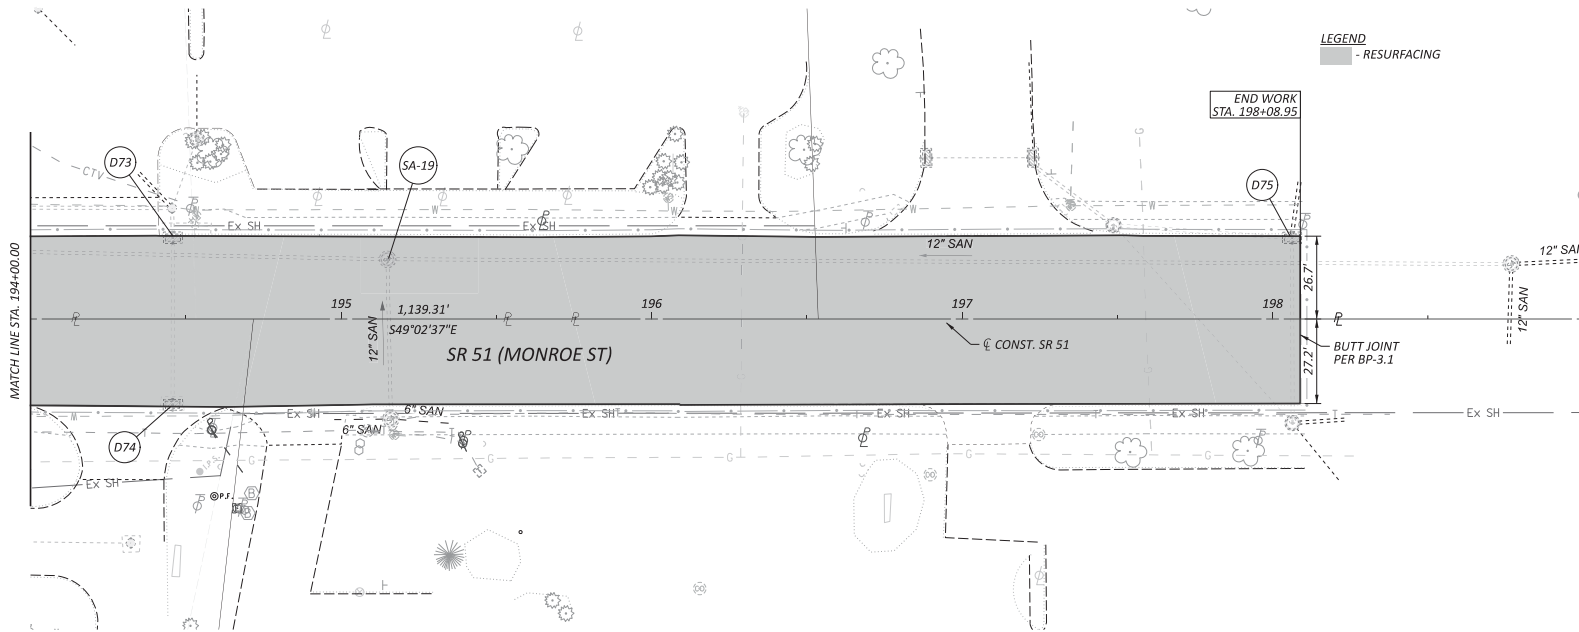 LEGEND
- RESURFACING
END WORK
STA. 198+08.95
D73
SA-19
D75
CTV
W
W
W
W
G
Ex SH
Ex SH
12" SAN
12" SAN
MATCH LINE STA. 194+00.00
26.7'
195
196
197
198
1,139.31'
S49°02'37"E
12" SAN
12" SAN
SR 51 (MONROE ST)
℄ CONST. SR 51
BUTT JOINT
PER BP-3.1
27.2'
W
Ex SH
6" SAN
Ex SH
Ex SH
Ex SH
Ex SH
T
T
6" SAN
D74
G
G
G
G
G
Ex SH
P.F.
B
B
T